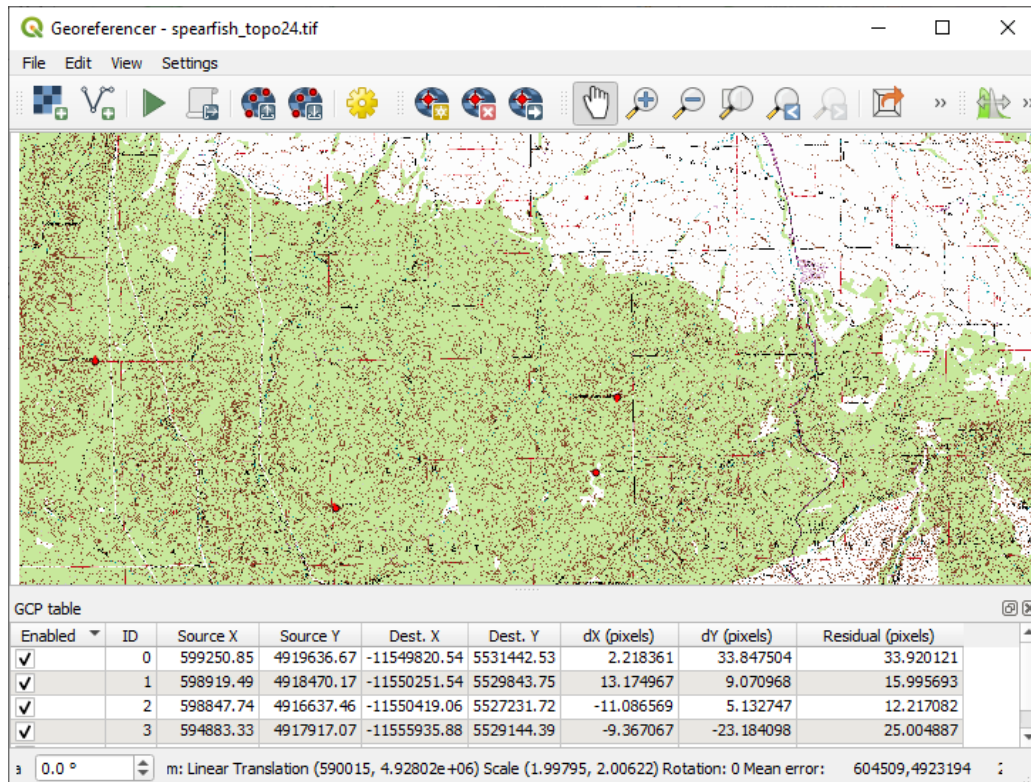 Georeferencer - spearfish_topo24.tif
File Edit View Settings
» »
GCP table
Enabled ID Source X Source Y Dest. X Dest. Y dX (pixels) dY (pixels) Residual (pixels)
0 599250.85 4919636.67 -11549820.54 5531442.53 2.218361 33.847504 33.920121
1 598919.49 4918470.17 -11550251.54 5529843.75 13.174967 9.070968 15.995693
2 598847.74 4916637.46 -11550419.06 5527231.72 -11.086569 5.132747 12.217082
3 594883.33 4917917.07 -11555935.88 5529144.39 -9.367067 -23.184098 25.004887
0.0 ° m: Linear Translation (590015, 4.92802e+06) Scale (1.99795, 2.00622) Rotation: 0 Mean error: 604509,4923194